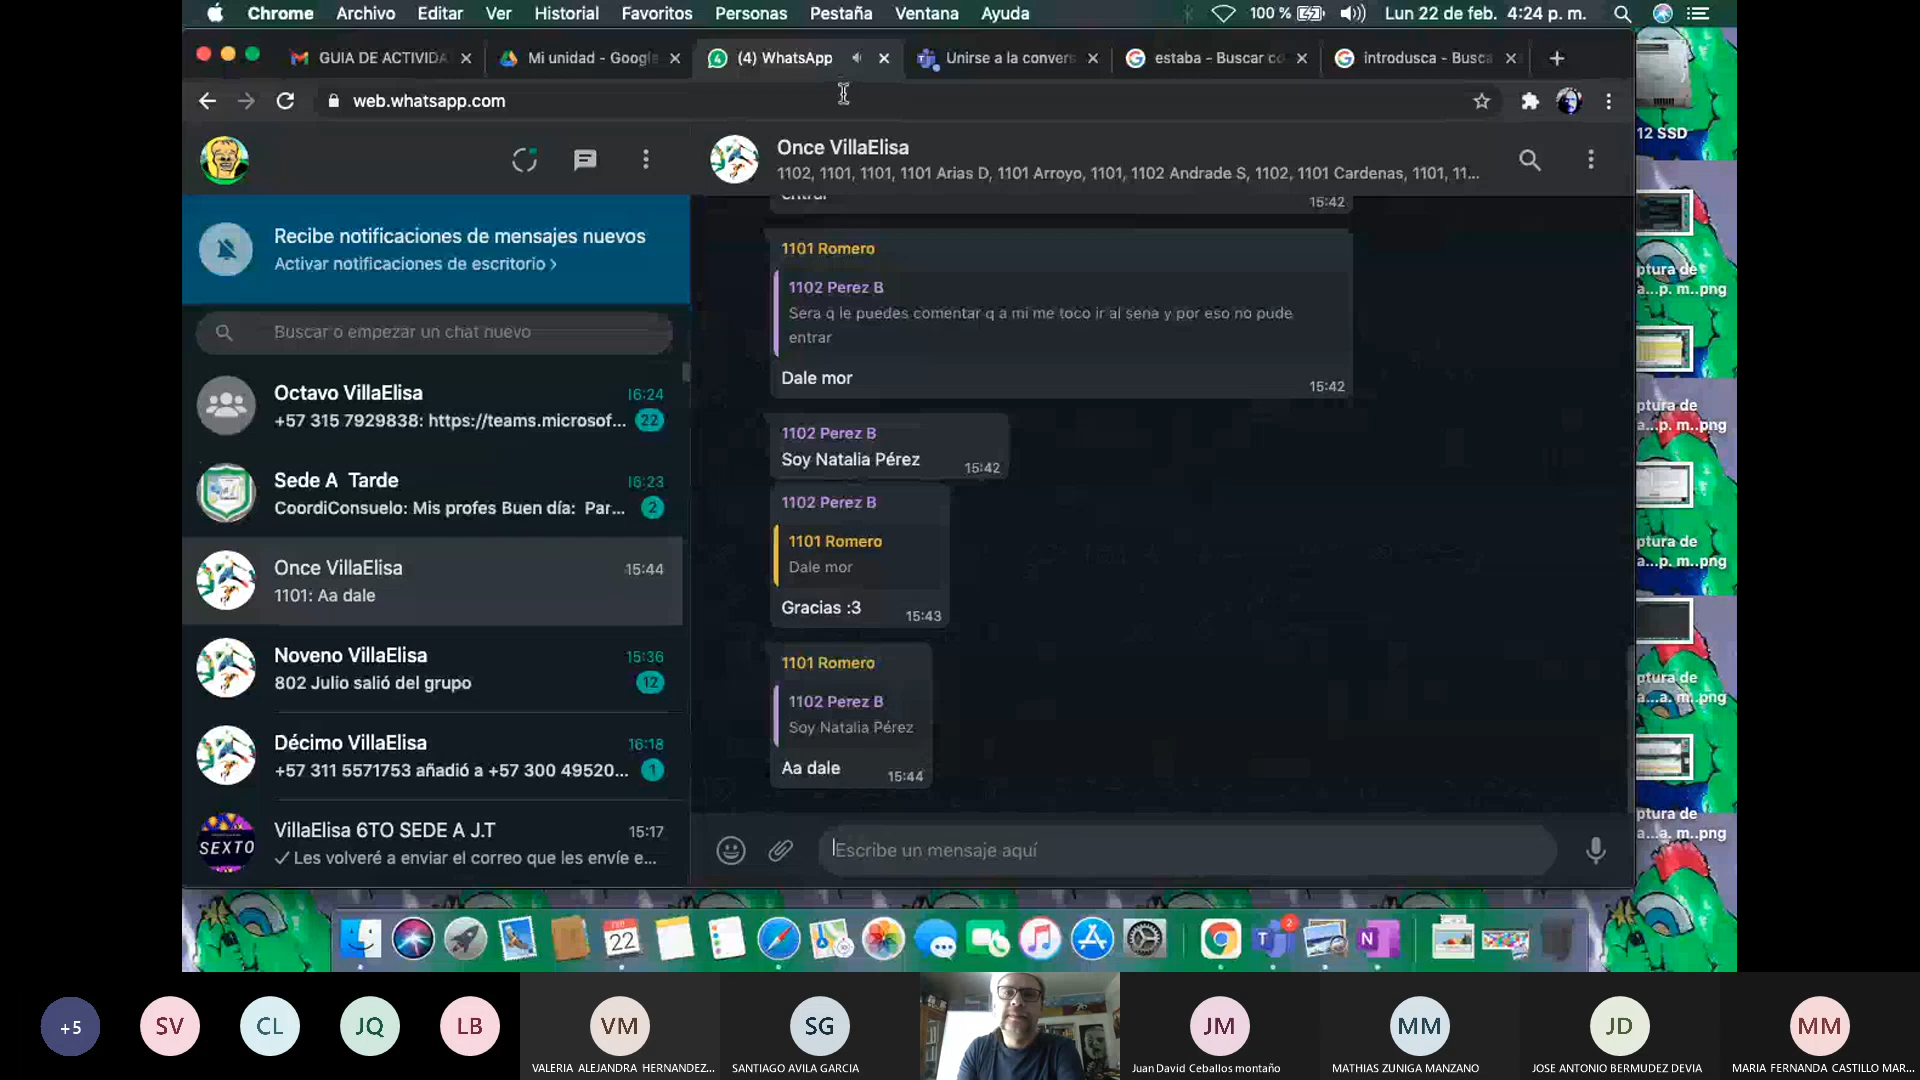 Chrome Archivo Editar Ver Historial Favoritos Personas Pestaña Ventana Ayuda 100 % Lun 22 de feb. 4:24 p. m.
GUIA DE ACTIVIDA
Mi unidad - Google
(4) WhatsApp
Unirse a la convers
estaba - Buscar co
introdusca - Busca
web.whatsapp.com
12 SSD
Once VillaElisa
1102, 1101, 1101, 1101 Arias D, 1101 Arroyo, 1101, 1102 Andrade S, 1102, 1101 Cardenas, 1101, 11...
Recibe notificaciones de mensajes nuevos
Activar notificaciones de escritorio ›
Buscar o empezar un chat nuevo
Octavo VillaElisa 16:24
+57 315 7929838: https://teams.microsof... 22
Sede A Tarde 16:23
CoordiConsuelo: Mis profes Buen día: Par... 2
Once VillaElisa 15:44
1101: Aa dale
Noveno VillaElisa 15:36
802 Julio salió del grupo 12
Décimo VillaElisa 16:18
+57 311 5571753 añadió a +57 300 49520... 1
VillaElisa 6TO SEDE A J.T 15:17
SEXTO
Les volveré a enviar el correo que les envíe e...
entrar 15:42
1101 Romero
1102 Perez B
Sera q le puedes comentar q a mi me toco ir al sena y por eso no pude
entrar
Dale mor 15:42
1102 Perez B
Soy Natalia Pérez 15:42
1102 Perez B
1101 Romero
Dale mor
Gracias :3 15:43
1101 Romero
1102 Perez B
Soy Natalia Pérez
Aa dale 15:44
Escribe un mensaje aquí
ptura de
a...p. m..png
ptura de
a...p. m..png
ptura de
a...p. m..png
ptura de
a...a. m..png
ptura de
a...a. m..png
22
2
+5
SV
CL
JQ
LB
VM
VALERIA ALEJANDRA HERNANDEZ...
SG
SANTIAGO AVILA GARCIA
JM
Juan David Ceballos montaño
MM
MATHIAS ZUNIGA MANZANO
JD
JOSE ANTONIO BERMUDEZ DEVIA
MM
MARIA FERNANDA CASTILLO MAR...